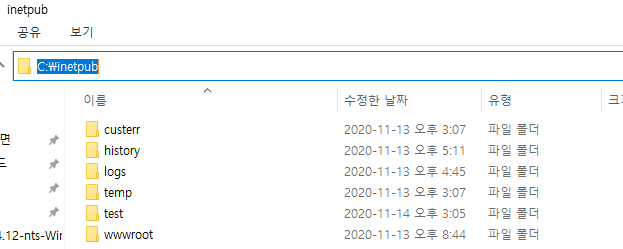 inetpub
공유 보기
C:₩inetpub
이름 수정한 날짜 유형 크기
custerr 2020-11-13 오후 3:07 파일 폴더
면 history 2020-11-13 오후 5:11 파일 폴더
드 logs 2020-11-13 오후 4:45 파일 폴더
temp 2020-11-13 오후 3:07 파일 폴더
test 2020-11-14 오후 3:05 파일 폴더
4.12-nts-Win wwwroot 2020-11-13 오후 8:44 파일 폴더